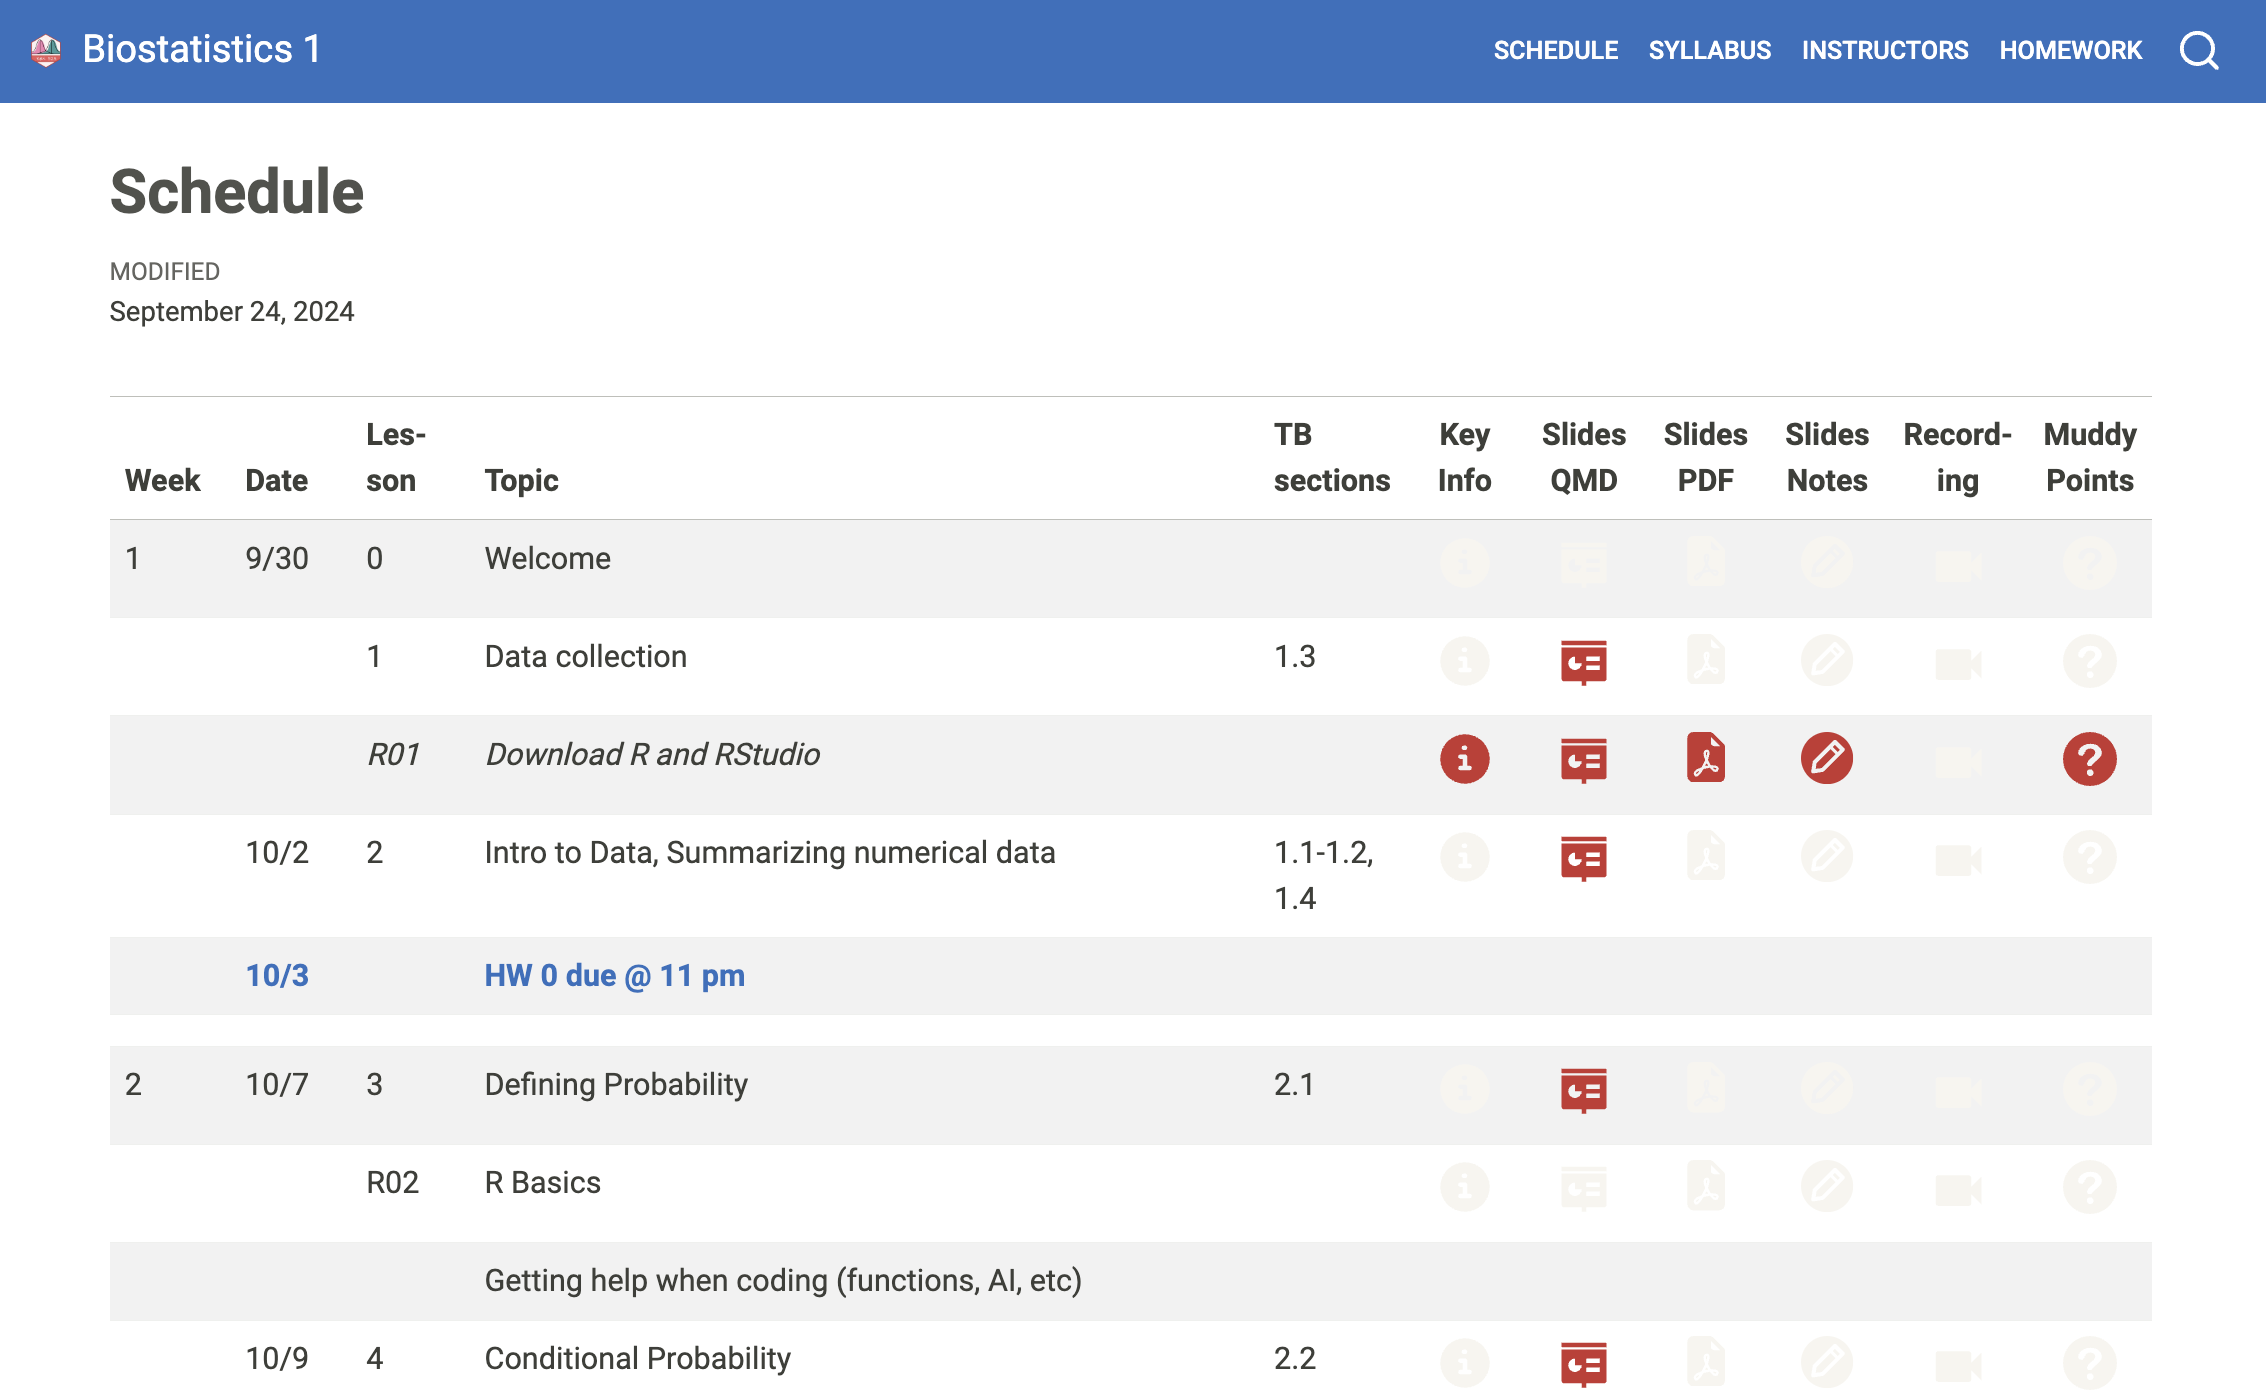 Biostatistics 1 SCHEDULE SYLLABUS INSTRUCTORS HOMEWORK
Schedule
MODIFIED
September 24, 2024
Week Date Les-son Topic TB sections Key Info Slides QMD Slides PDF Slides Notes Record-ing Muddy Points
1 9/30 0 Welcome
1 Data collection 1.3
R01 Download R and RStudio
10/2 2 Intro to Data, Summarizing numerical data 1.1-1.2, 1.4
10/3 HW 0 due @ 11 pm
2 10/7 3 Defining Probability 2.1
R02 R Basics
Getting help when coding (functions, AI, etc)
10/9 4 Conditional Probability 2.2